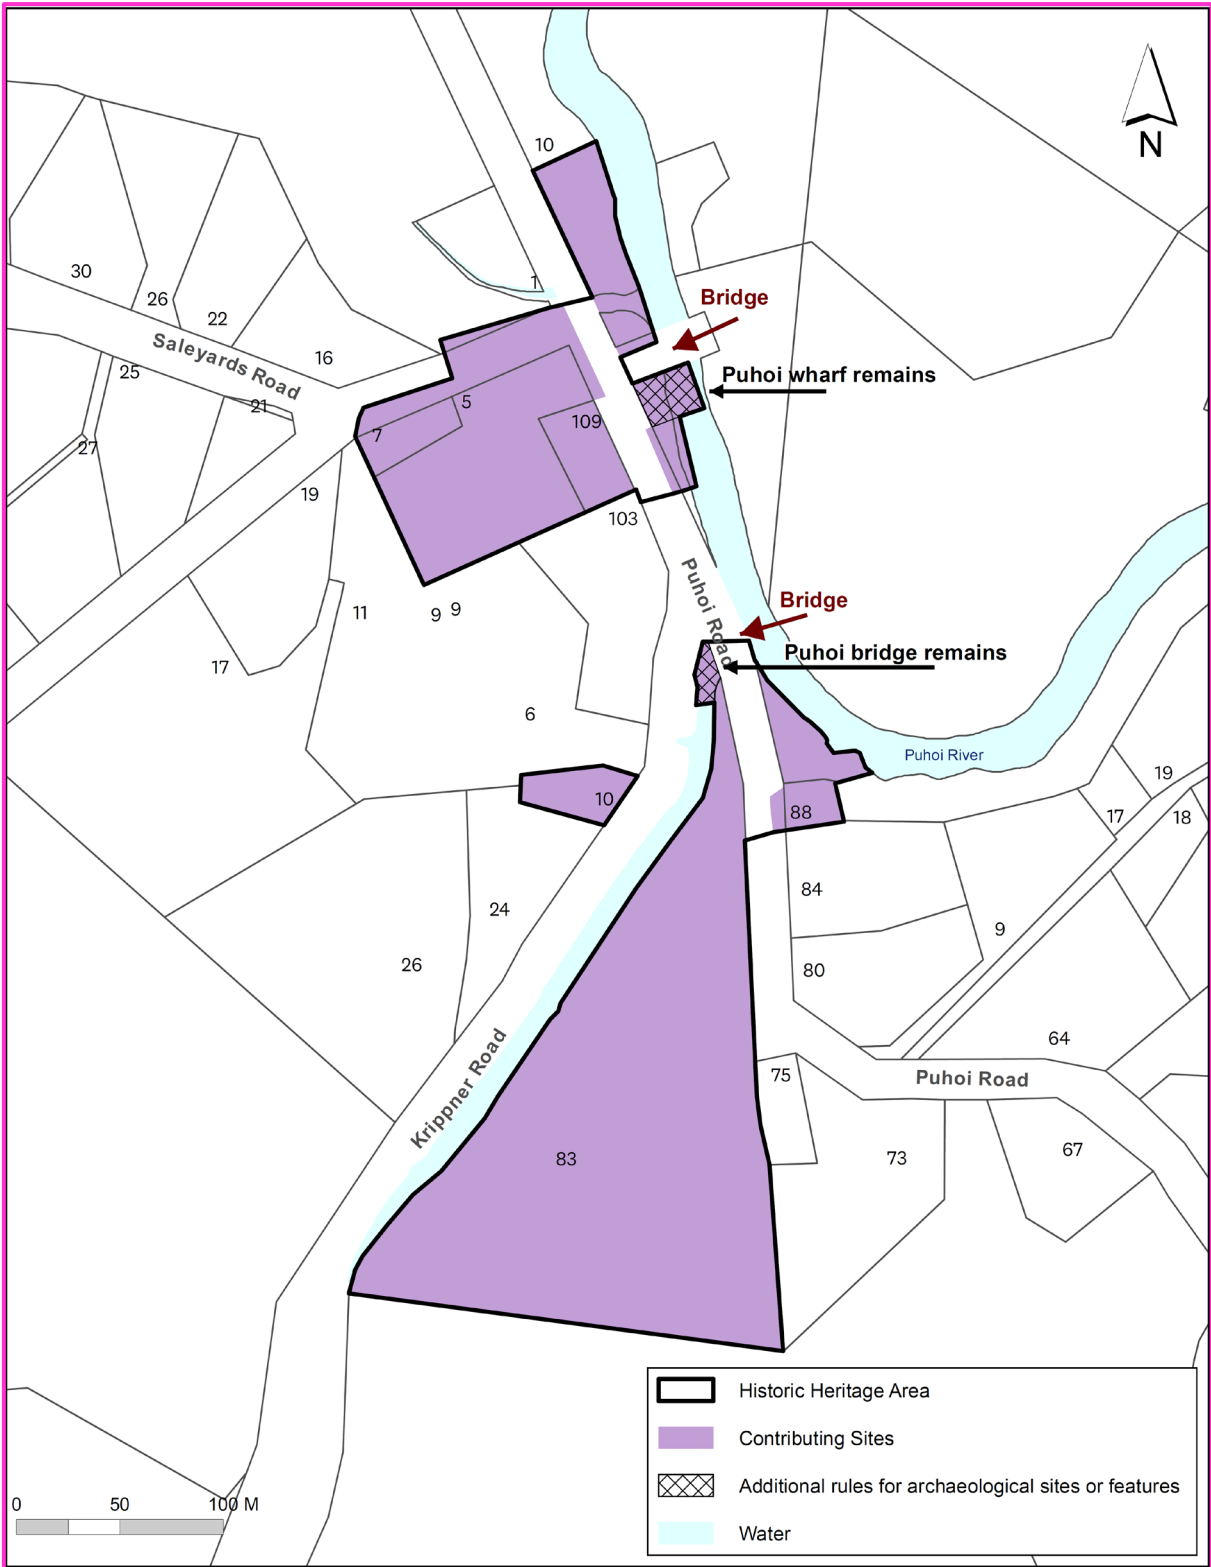 N
10
1
30
26
22
16
Saleyards Road
25
21
27
Bridge
Puhoi wharf remains
5
7
109
19
103
Puhoi Road
11
9
9
17
Bridge
Puhoi bridge remains
6
Puhoi River
10
88
19
17
18
84
24
9
26
80
Krippner Road
64
75
Puhoi Road
83
73
67
Historic Heritage Area
Contributing Sites
Additional rules for archaeological sites or features
Water
0 50 100 M